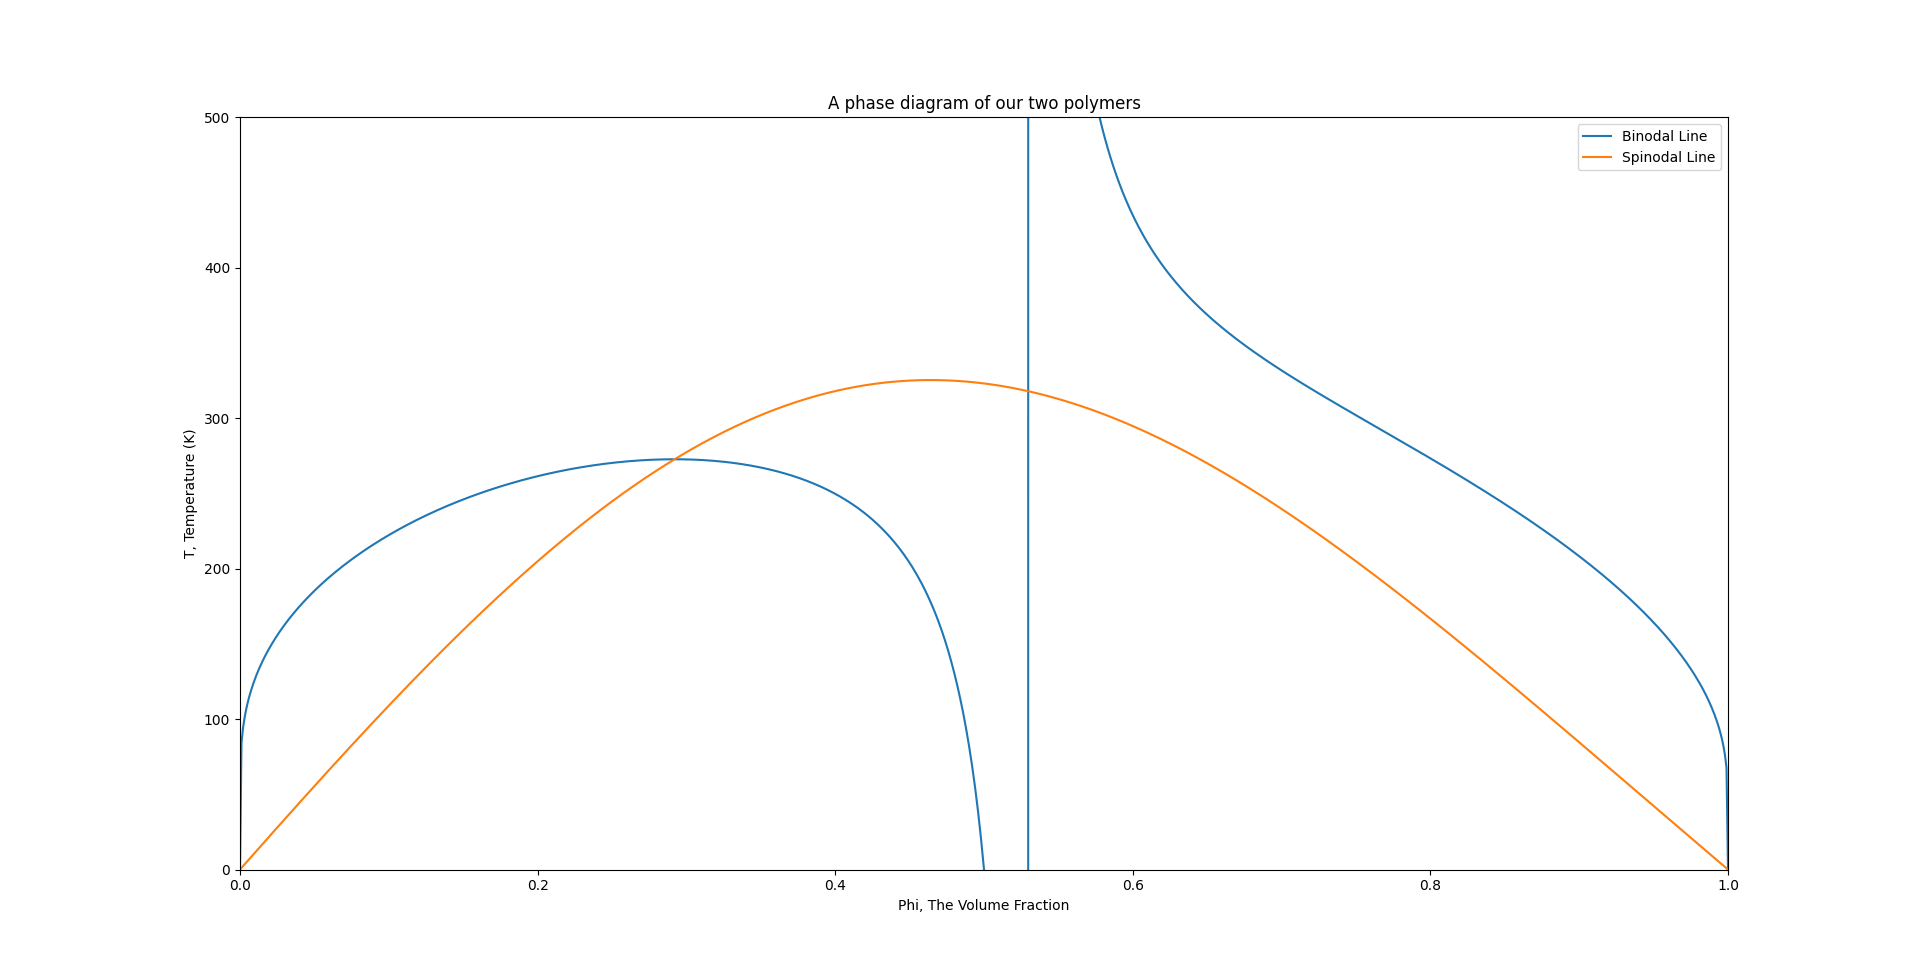 A phase diagram of our two polymers
Binodal Line
Spinodal Line
500
400
300
200
100
0
T, Temperature (K)
0.0 0.2 0.4 0.6 0.8 1.0
Phi, The Volume Fraction